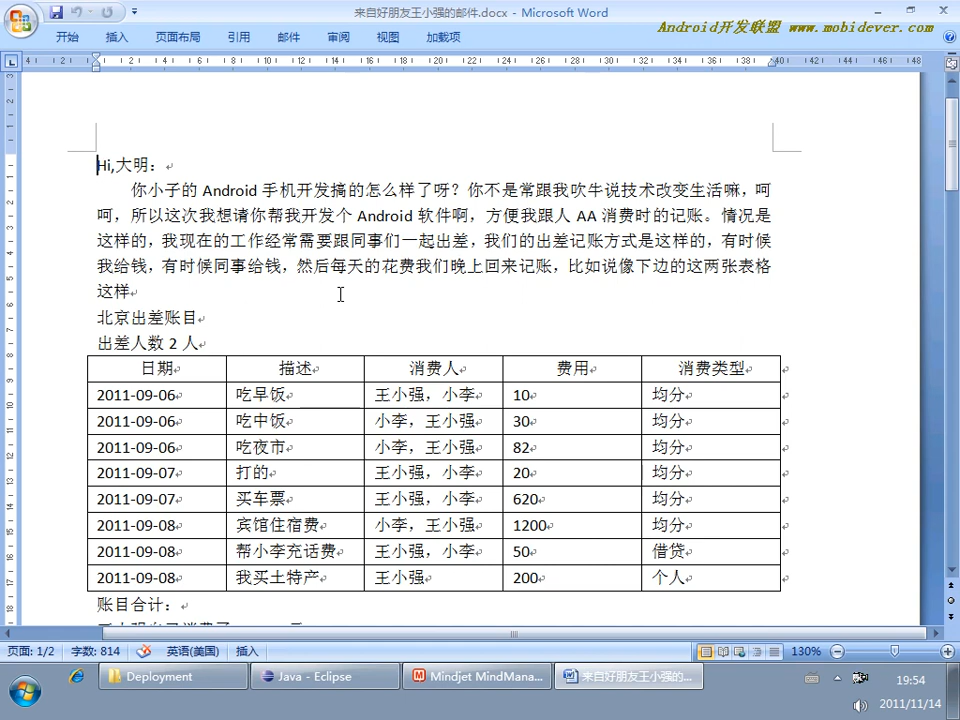 来自好朋友王小强的邮件.docx - Microsoft Word
Android开发联盟 www.mobidever.com
开始 插入 页面布局 引用 邮件 审阅 视图 加载项
Hi,大明：
你小子的 Android 手机开发搞的怎么样了呀？你不是常跟我吹牛说技术改变生活嘛，呵
呵，所以这次我想请你帮我开发个 Android 软件啊，方便我跟人 AA 消费时的记账。情况是
这样的，我现在的工作经常需要跟同事们一起出差，我们的出差记账方式是这样的，有时候
我给钱，有时候同事给钱，然后每天的花费我们晚上回来记账，比如说像下边的这两张表格
这样
北京出差账目
出差人数 2 人
日期 描述 消费人 费用 消费类型
2011-09-06 吃早饭 王小强，小李 10 均分
2011-09-06 吃中饭 小李，王小强 30 均分
2011-09-06 吃夜市 小李，王小强 82 均分
2011-09-07 打的 王小强，小李 20 均分
2011-09-07 买车票 王小强，小李 620 均分
2011-09-08 宾馆住宿费 小李，王小强 1200 均分
2011-09-08 帮小李充话费 王小强，小李 50 借贷
2011-09-08 我买土特产 王小强 200 个人
账目合计：
页面: 1/2 字数: 814 英语(美国) 插入 130%
Deployment Java - Eclipse Mindjet MindMana... 来自好朋友王小强的... 19:54
2011/11/14